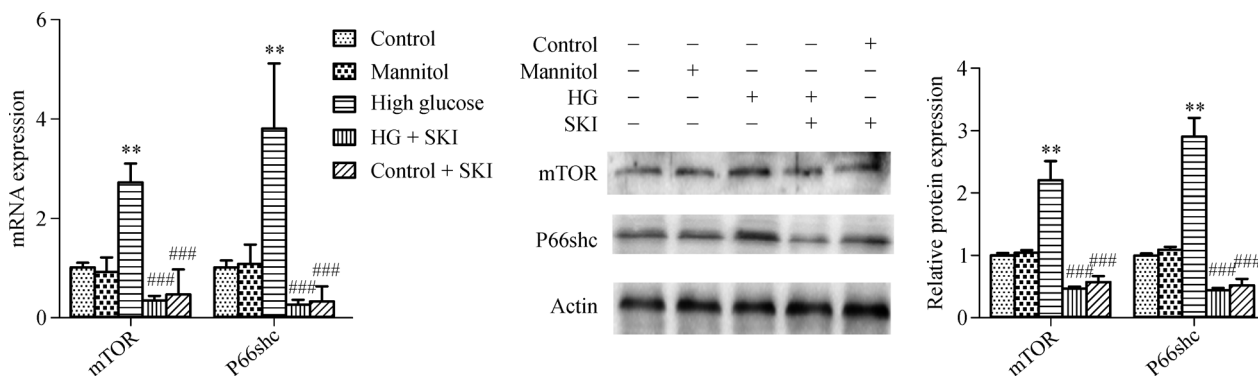 mRNA expression
6
4
2
0
**
**
###
###
###
###
mTOR
P66shc
Control
Mannitol
High glucose
HG + SKI
Control + SKI
Control − − − − +
Mannitol − + − − −
HG − − + + −
SKI − − − + +
mTOR
P66shc
Actin
Relative protein expression
4
3
2
1
0
**
**
###
###
###
###
mTOR
P66shc